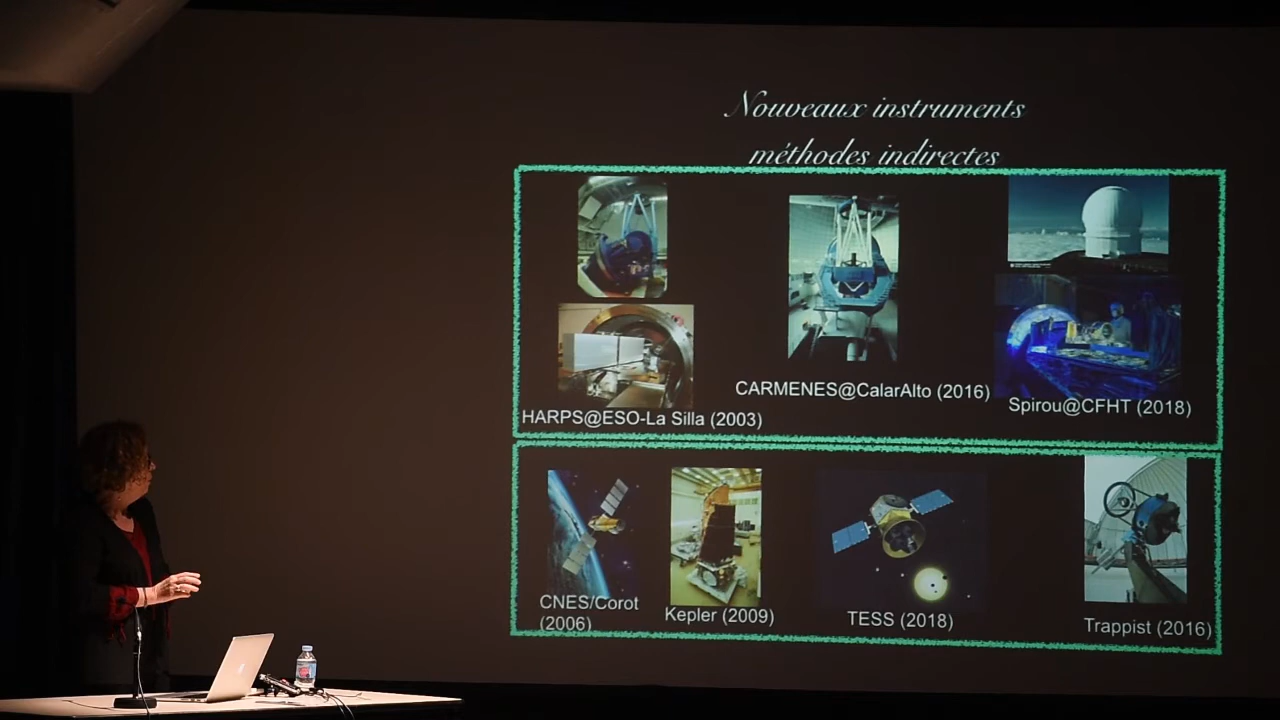 Nouveaux instruments
méthodes indirectes
HARPS@ESO-La Silla (2003)
CARMENES@CalarAlto (2016)
Spirou@CFHT (2018)
CNES/Corot
(2006)
Kepler (2009)
TESS (2018)
Trappist (2016)